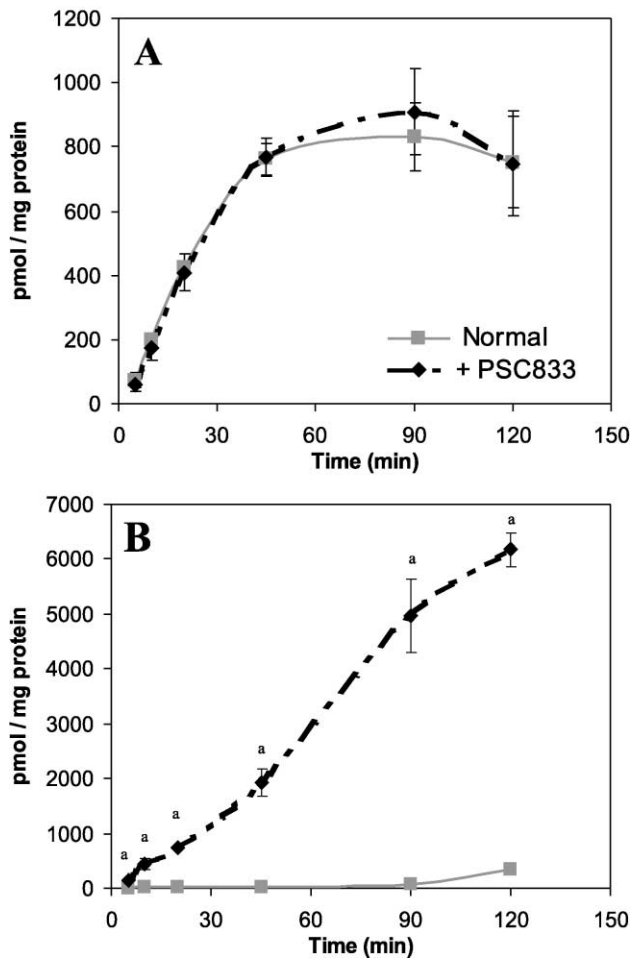 A
pmol / mg protein
1200
1000
800
600
400
200
0
Normal
+ PSC833
0 30 60 90 120 150
Time (min)
B
pmol / mg protein
7000
6000
5000
4000
3000
2000
1000
0
a
a
a
a
a
a
0 30 60 90 120 150
Time (min)